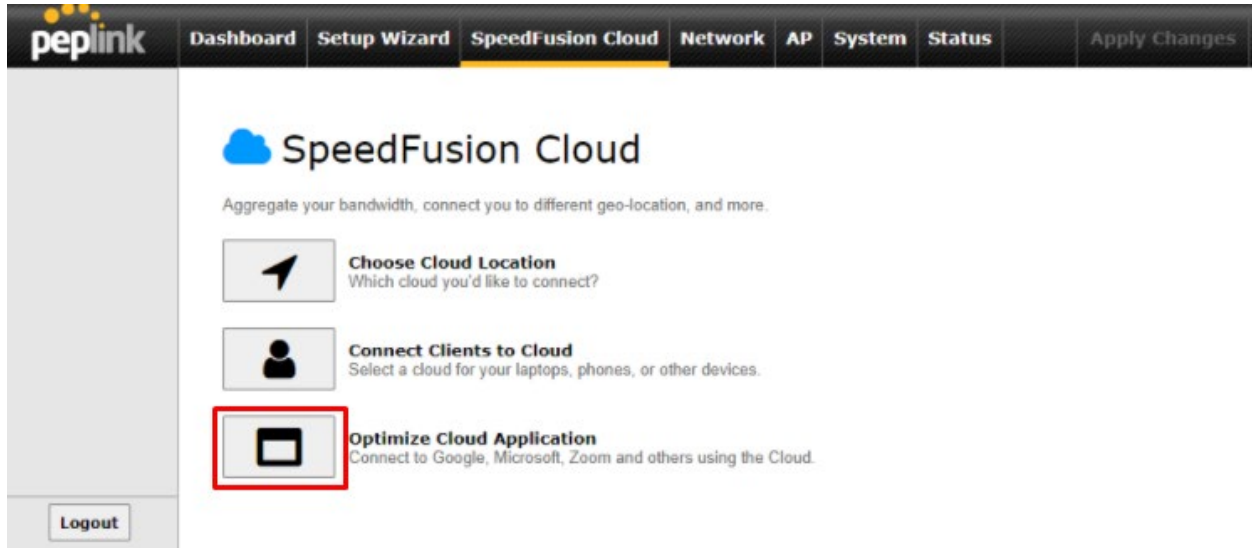 peplink
Dashboard Setup Wizard SpeedFusion Cloud Network AP System Status Apply Changes
SpeedFusion Cloud
Aggregate your bandwidth, connect you to different geo-location, and more.
Choose Cloud Location
Which cloud you'd like to connect?
Connect Clients to Cloud
Select a cloud for your laptops, phones, or other devices.
Optimize Cloud Application
Connect to Google, Microsoft, Zoom and others using the Cloud.
Logout